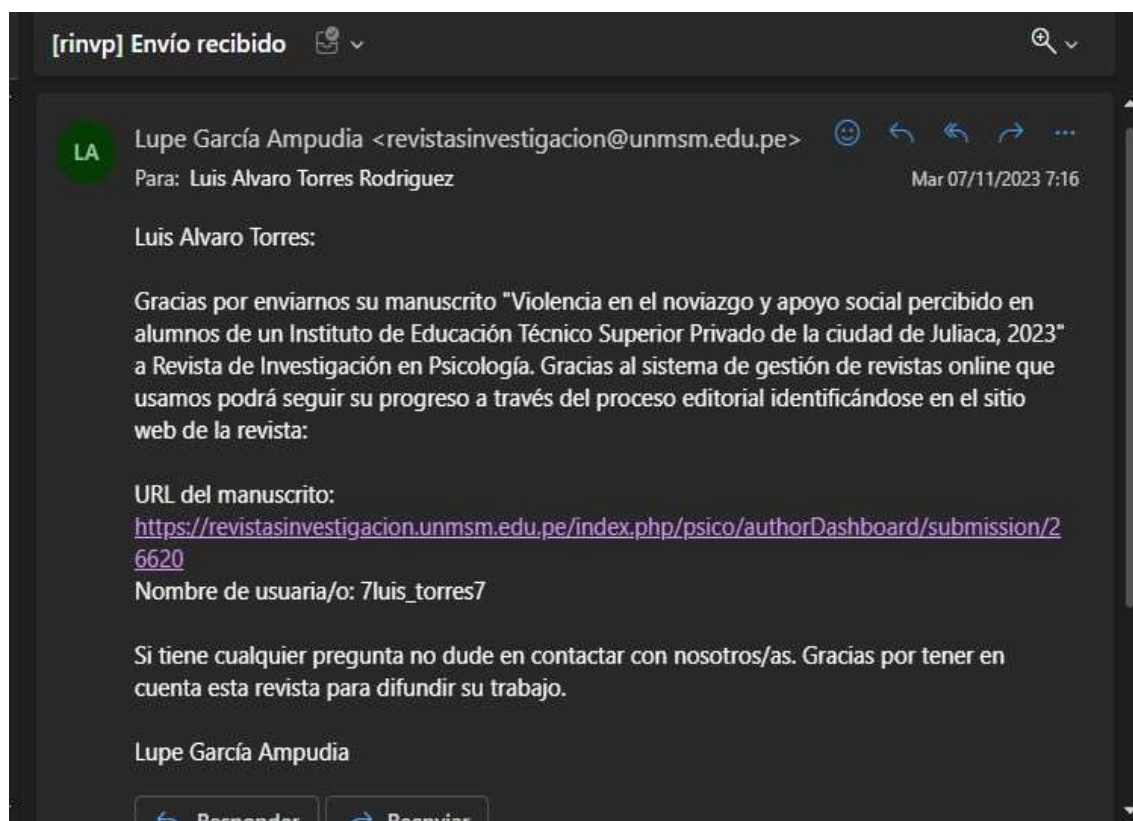 [rinvp] Envío recibido
LA
Lupe García Ampudia <revistasinvestigacion@unmsm.edu.pe>
Para: Luis Alvaro Torres Rodriguez
Mar 07/11/2023 7:16
Luis Alvaro Torres:
Gracias por enviarnos su manuscrito "Violencia en el noviazgo y apoyo social percibido en
alumnos de un Instituto de Educación Técnico Superior Privado de la ciudad de Juliaca, 2023"
a Revista de Investigación en Psicología. Gracias al sistema de gestión de revistas online que
usamos podrá seguir su progreso a través del proceso editorial identificándose en el sitio
web de la revista:
URL del manuscrito:
https://revistasinvestigacion.unmsm.edu.pe/index.php/psico/authorDashboard/submission/2
6620
Nombre de usuaria/o: 7luis_torres7
Si tiene cualquier pregunta no dude en contactar con nosotros/as. Gracias por tener en
cuenta esta revista para difundir su trabajo.
Lupe García Ampudia
Responder
Reenviar